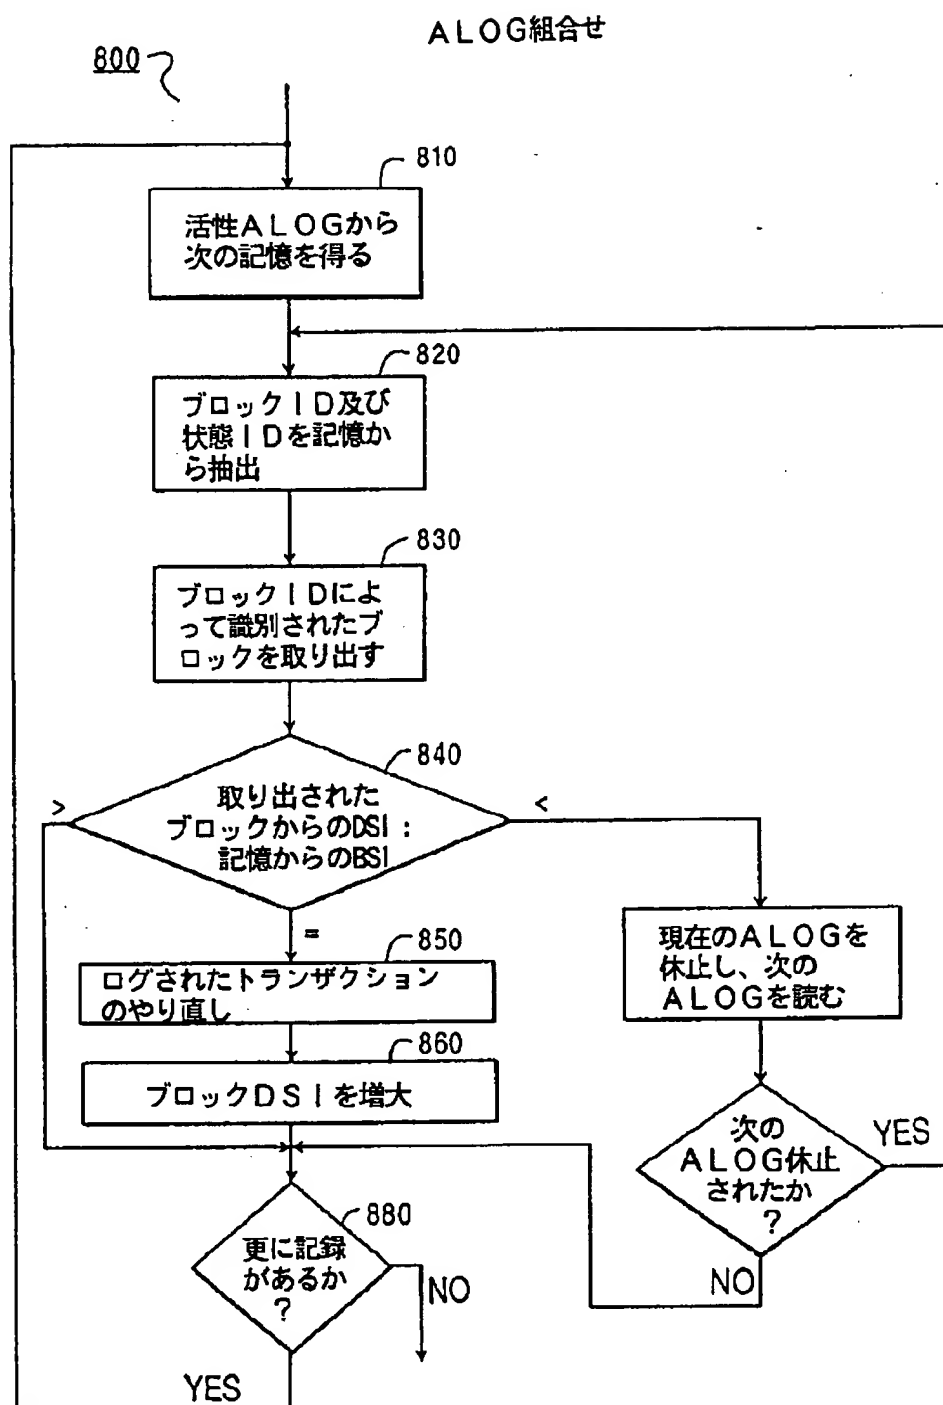 ALOG組合せ
800
810
活性ALOGから
次の記憶を得る
820
ブロックID及び
状態IDを記憶か
ら抽出
830
ブロックIDによ
って識別されたブ
ロックを取り出す
840
取り出された
ブロックからのDSI:
記憶からのBSI
>
<
=
850
ログされたトランザクション
のやり直し
860
ブロックDSIを増大
現在のALOGを
休止し、次の
ALOGを読む
次の
ALOG休止
されたか
?
YES
NO
880
更に記録
があるか
?
NO
YES